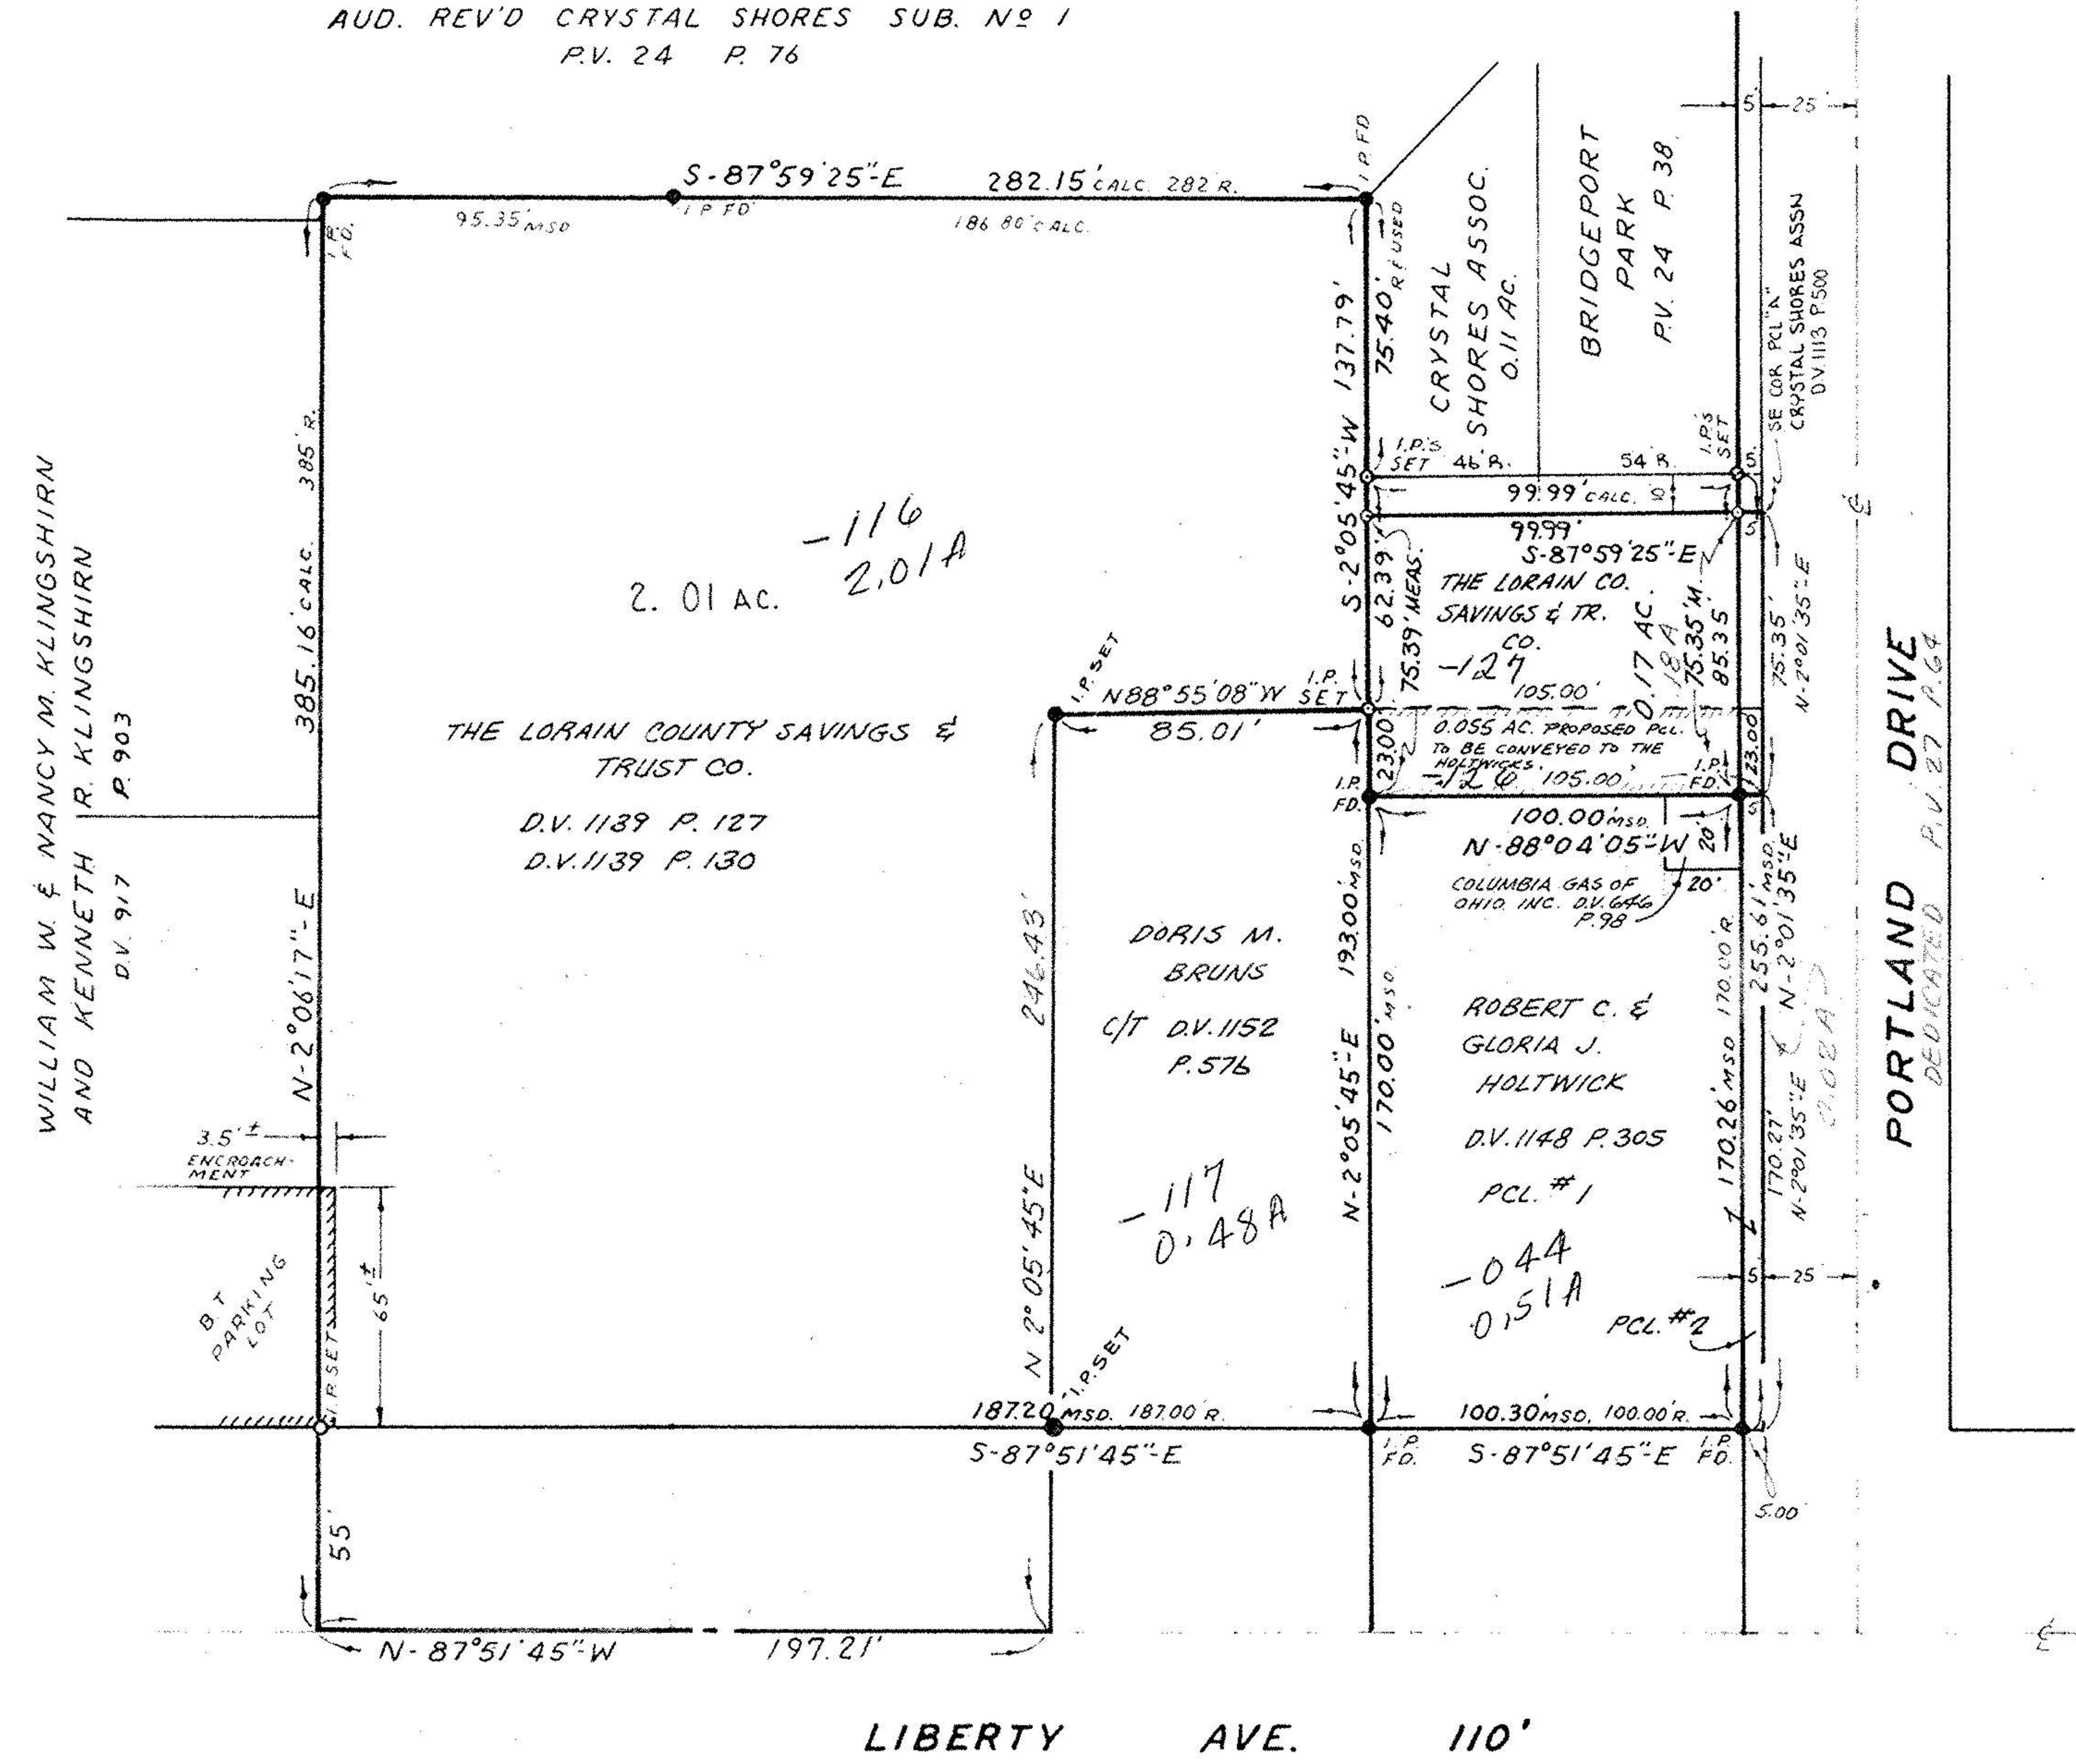 AUD. REV'D CRYSTAL SHORES SUB. Nº 1
P.V. 24 P. 76
S-87°59'25"-E
282.15' CALC. 282' R.
95.35' MSD
I.P. FD.
186.80' CALC.
I.P. FD.
I.P. FD
5'
25'
WILLIAM W. & NANCY M. KLINGSHIRN
AND KENNETH R. KLINGSHIRN
D.V. 917 P. 903
385.16' CALC. 385' R.
N-2°06'17"-E
S-2°05'45"-W 137.79'
75.40' R. & USED
CRYSTAL
SHORES ASSOC.
0.11 AC.
BRIDGEPORT
PARK
P.V. 24 P. 38
SE COR PCL "A"
CRYSTAL SHORES ASSN
D.V. 1113 P.500
I.P.'S
SET
46' R.
54' R.
I.P.'S
SET
5.
99.99' CALC.
10
99.99'
S-87°59'25"-E
5
-116
2.01A
2.01 AC.
THE LORAIN CO.
SAVINGS & TR.
CO.
-127
0.17 AC.
.18A
62.39'
75.39' MEAS.
75.35' M.
85.35'
75.35'
N-2°01'35"-E
105.00'
I.P. SET
N88°55'08"W
85.01'
I.P.
SET
THE LORAIN COUNTY SAVINGS &
TRUST CO.
D.V. 1139 P. 127
D.V. 1139 P. 130
0.055 AC. PROPOSED PCL.
TO BE CONVEYED TO THE
HOLTWICKS.
-126 105.00'
23.00'
23.00
I.P.
FD.
I.P.
FD.
5
100.00' MSD.
N-88°04'05"-W
20'
20'
COLUMBIA GAS OF
OHIO, INC. D.V. 646
P.98
PORTLAND DRIVE
DEDICATED P.V. 27 P.64
246.43'
N 2°05'45"E
DORIS M.
BRUNS
C/T D.V. 1152
P. 576
-117
0.48A
193.00' MSD.
N-2°05'45"-E
170.00' MSD.
ROBERT C. &
GLORIA J.
HOLTWICK
D.V. 1148 P. 305
PCL. #1
-044
0.51A
PCL. #2
170.26' MSD 170.00' R.
255.61' MSD.
N-2°01'35"-E
170.27'
N-2°01'35"-E
0.02A
5
25
3.5'±
ENCROACH-
MENT
B.T.
PARKING
LOT
65'±
I.P. SET
I.P. SET
187.20 MSD. 187.00' R.
S-87°51'45"-E
100.30 MSD. 100.00' R.
S-87°51'45"-E
I.P.
FD.
I.P.
FD.
5.00'
55'
N-87°51'45"-W
197.21'
LIBERTY AVE. 110'